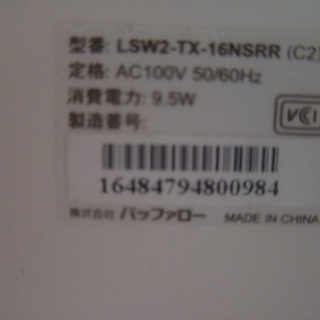 型番: LSW2-TX-16NSRR (C2)
定格: AC100V 50/60Hz
消費電力: 9.5W
製造番号:
VCCI
16484794800984
株式会社 バッファロー MADE IN CHINA